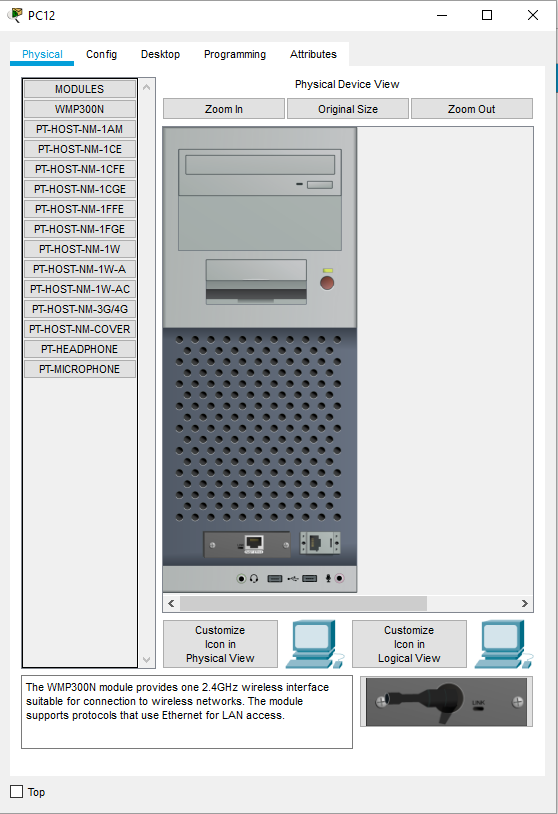 PC12
Physical
Config
Desktop
Programming
Attributes
MODULES
WMP300N
PT-HOST-NM-1AM
PT-HOST-NM-1CE
PT-HOST-NM-1CFE
PT-HOST-NM-1CGE
PT-HOST-NM-1FFE
PT-HOST-NM-1FGE
PT-HOST-NM-1W
PT-HOST-NM-1W-A
PT-HOST-NM-1W-AC
PT-HOST-NM-3G/4G
PT-HOST-NM-COVER
PT-HEADPHONE
PT-MICROPHONE
Physical Device View
Zoom In
Original Size
Zoom Out
Customize
Icon in
Physical View
Customize
Icon in
Logical View
The WMP300N module provides one 2.4GHz wireless interface
suitable for connection to wireless networks. The module
supports protocols that use Ethernet for LAN access.
LINK
Top